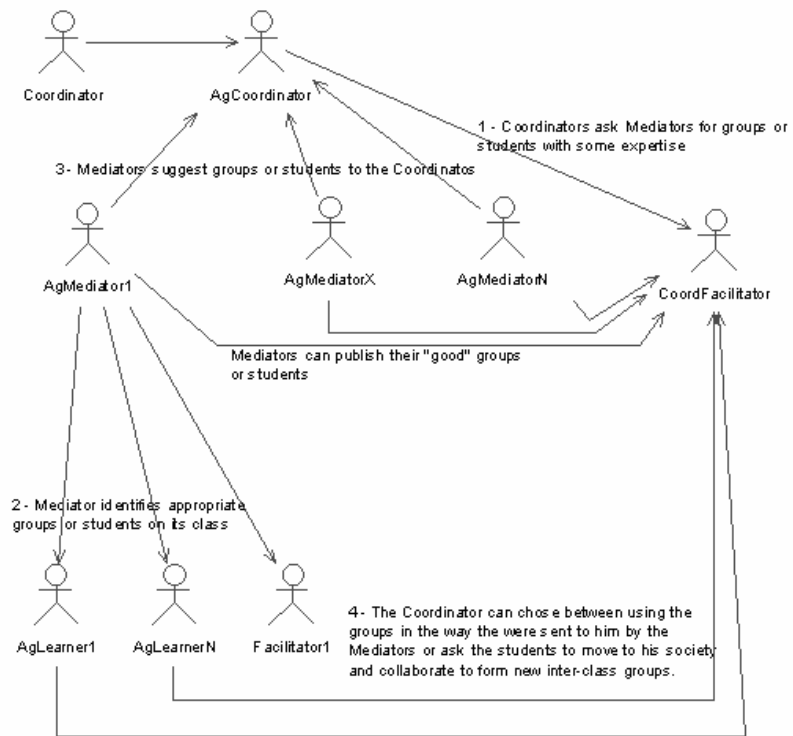 Coordinator
AgCoordinator
1 - Coordinators ask Mediators for groups or
students with some expertise
3- Mediators suggest groups or students to the Coordinatos
AgMediator1
AgMediatorX
AgMediatorN
CoordFacilitator
Mediators can publish their "good" groups
or students
2 - Mediator identifies appropriate
groups or students on its class
AgLearner1
AgLearnerN
Facilitator1
4- The Coordinator can chose between using the
groups in the way the were sent to him by the
Mediators or ask the students to move to his society
and collaborate to form new inter-class groups.